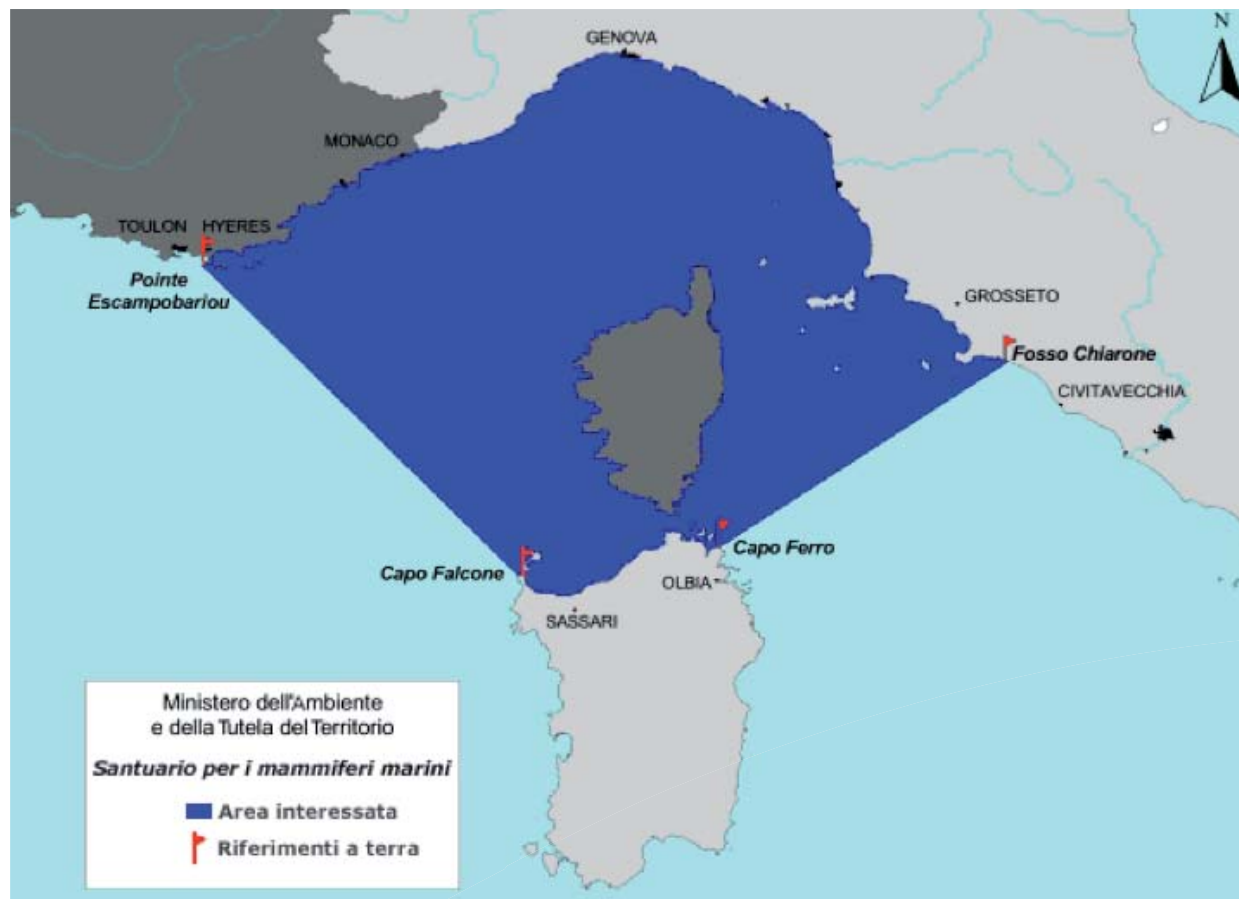 N
GENOVA
MONACO
TOULON HYERES
Pointe
Escampobariou
GROSSETO
Fosso Chiarone
CIVITAVECCHIA
Capo Ferro
Capo Falcone
OLBIA
SASSARI
Ministero dell'Ambiente
e della Tutela del Territorio
Santuario per i mammiferi marini
Area interessata
Riferimenti a terra